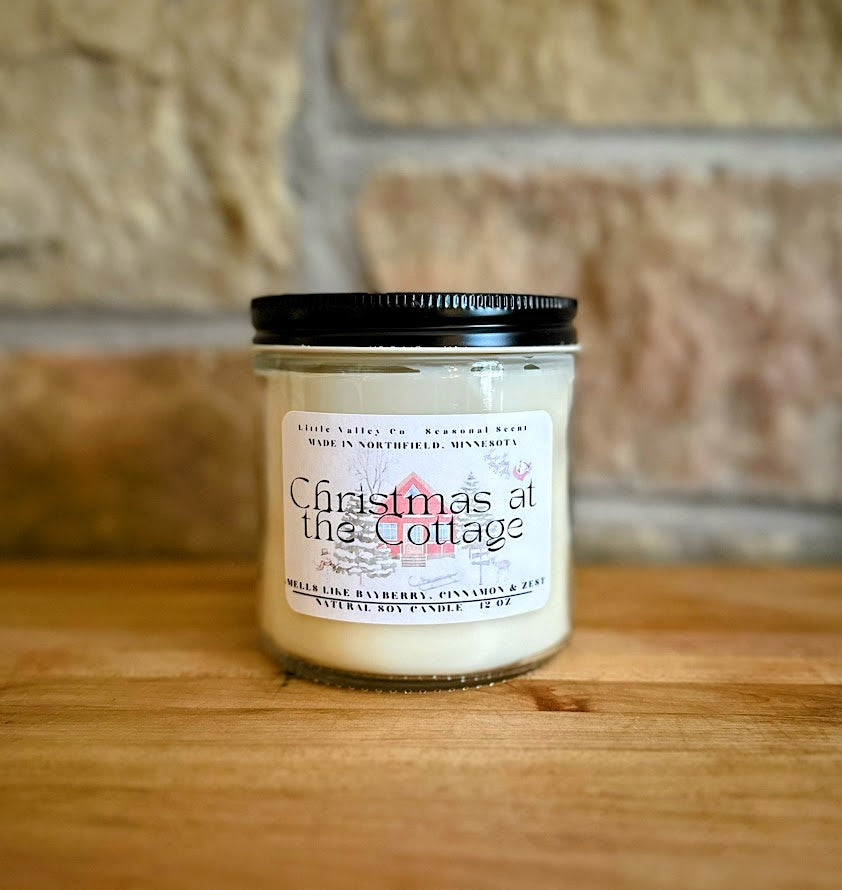 Little Valley Co Seasonal Scent
MADE IN NORTHFIELD, MINNESOTA
Christmas at
the Cottage
MELLS LIKE BAYBERRY, CINNAMON & ZEST
NATURAL SOY CANDLE 12 OZ